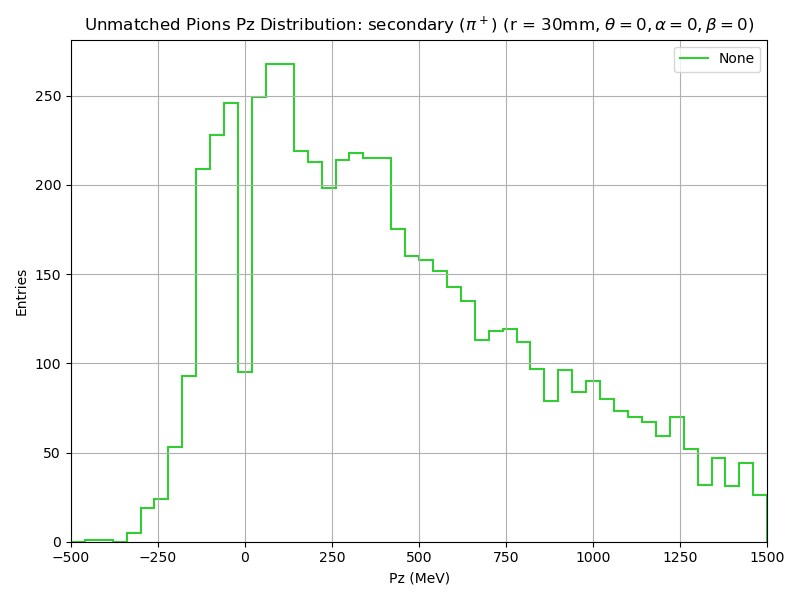 Unmatched Pions Pz Distribution: secondary (π⁺) (r = 30mm, θ = 0, α = 0, β = 0)
None
Entries
250
200
150
100
50
0
−500 −250 0 250 500 750 1000 1250 1500
Pz (MeV)